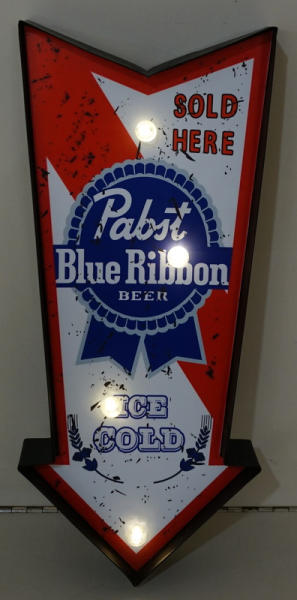 SOLD
HERE
Pabst
Blue Ribbon
BEER
ICE
COLD